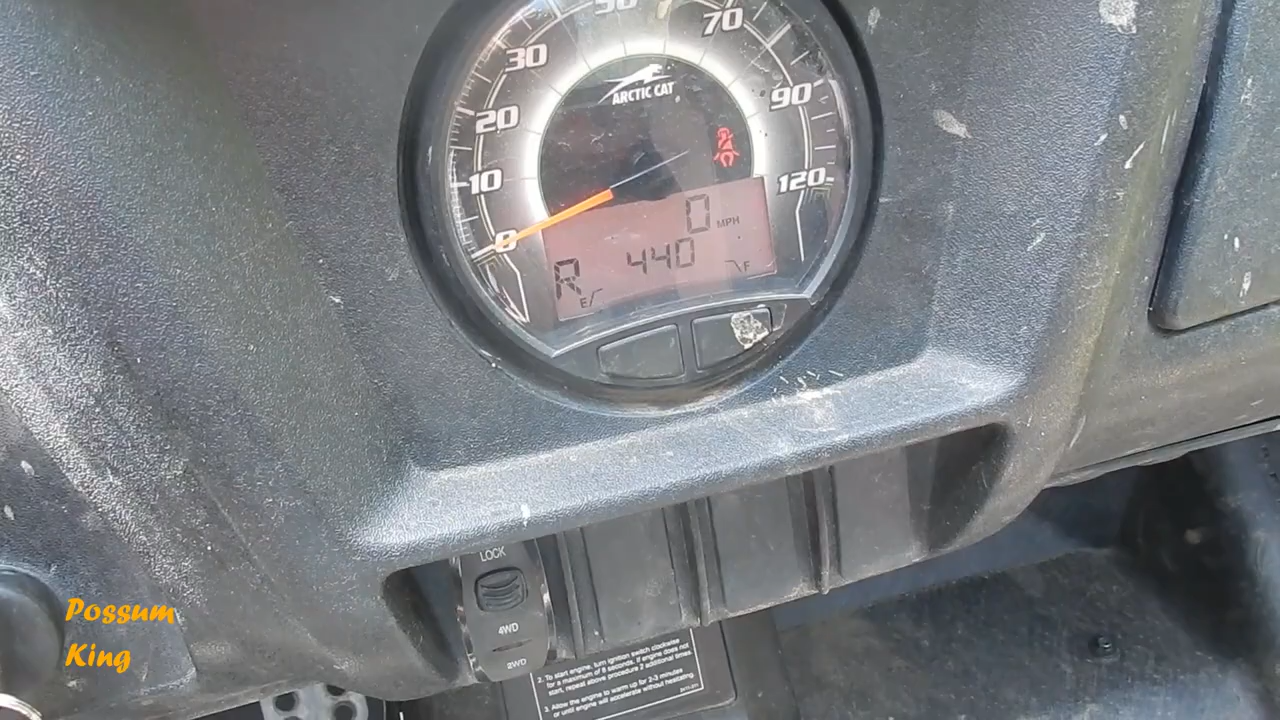 50
70
30
90
20
10
120
0
ARCTIC CAT
0 MPH
440
R
E F
LOCK
4WD
2WD
2. To start engine, turn ignition switch clockwise
for a maximum of 8 seconds. If engine does not
start, repeat above procedure 2 additional times.
3. Allow the engine to warm up for 2-3 minutes
or until engine will accelerate without hesitating.
Possum
King